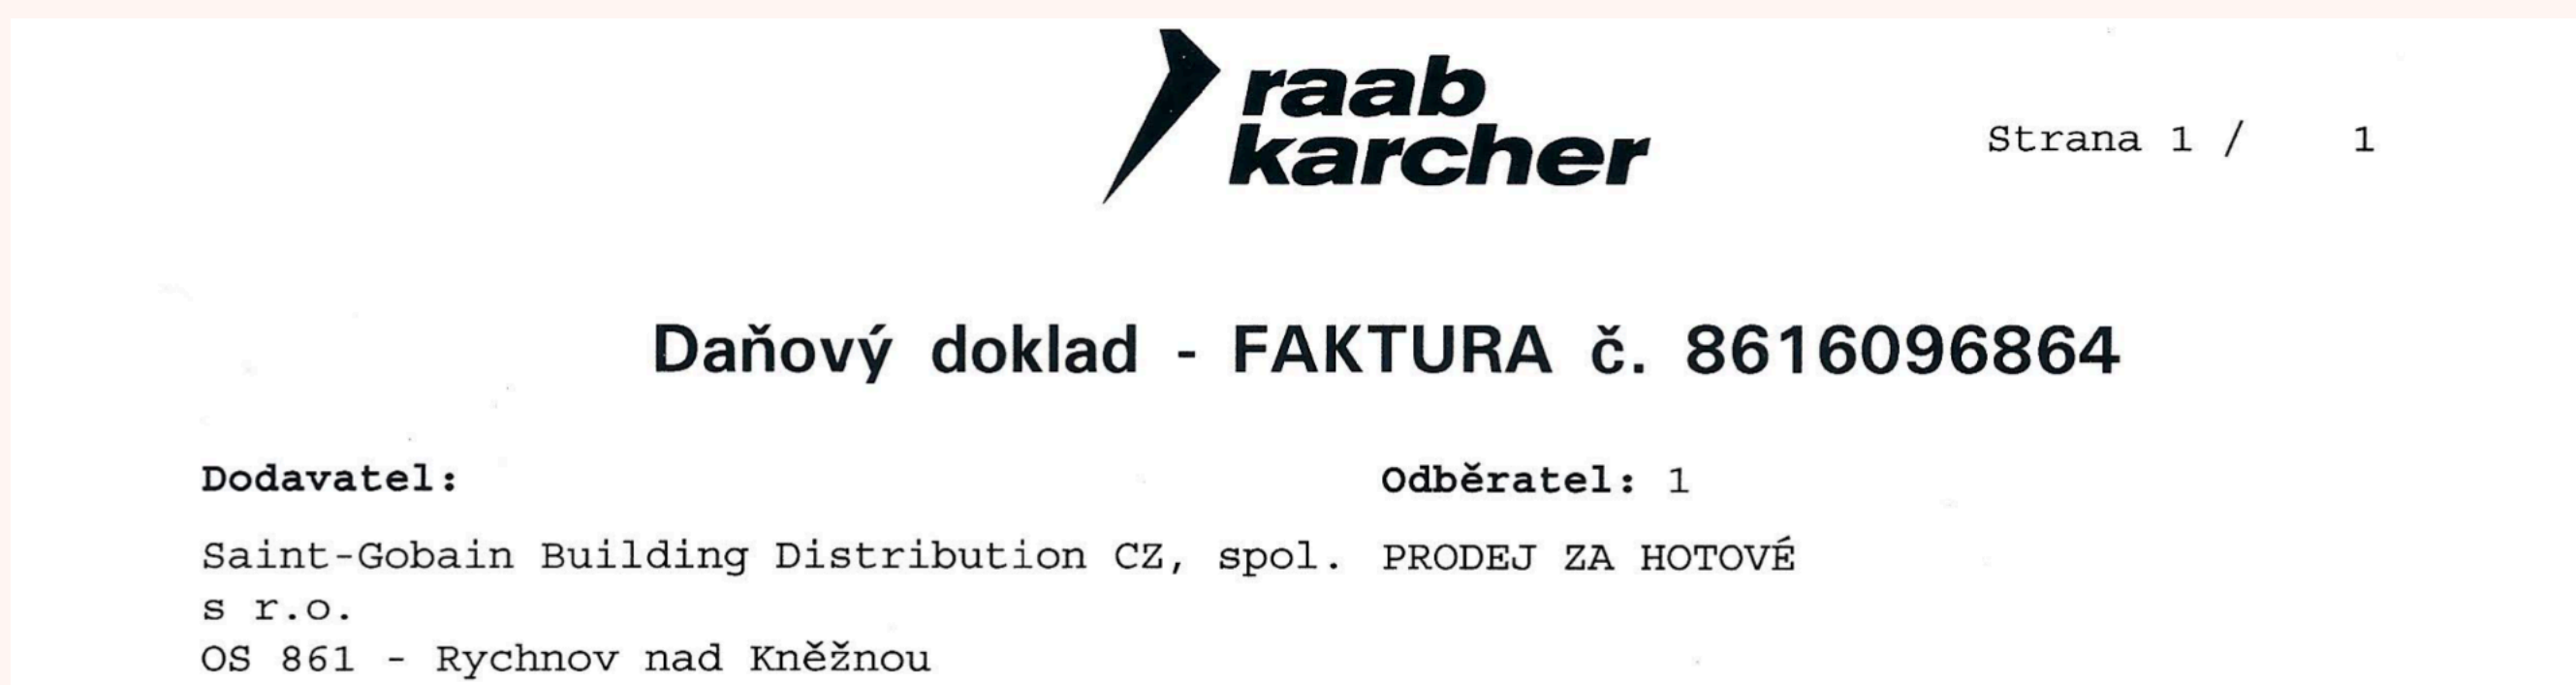 raab
karcher
Strana 1 / 1
Daňový doklad - FAKTURA č. 8616096864
Dodavatel:
Odběratel: 1
Saint-Gobain Building Distribution CZ, spol.
s r.o.
OS 861 - Rychnov nad Kněžnou
PRODEJ ZA HOTOVÉ